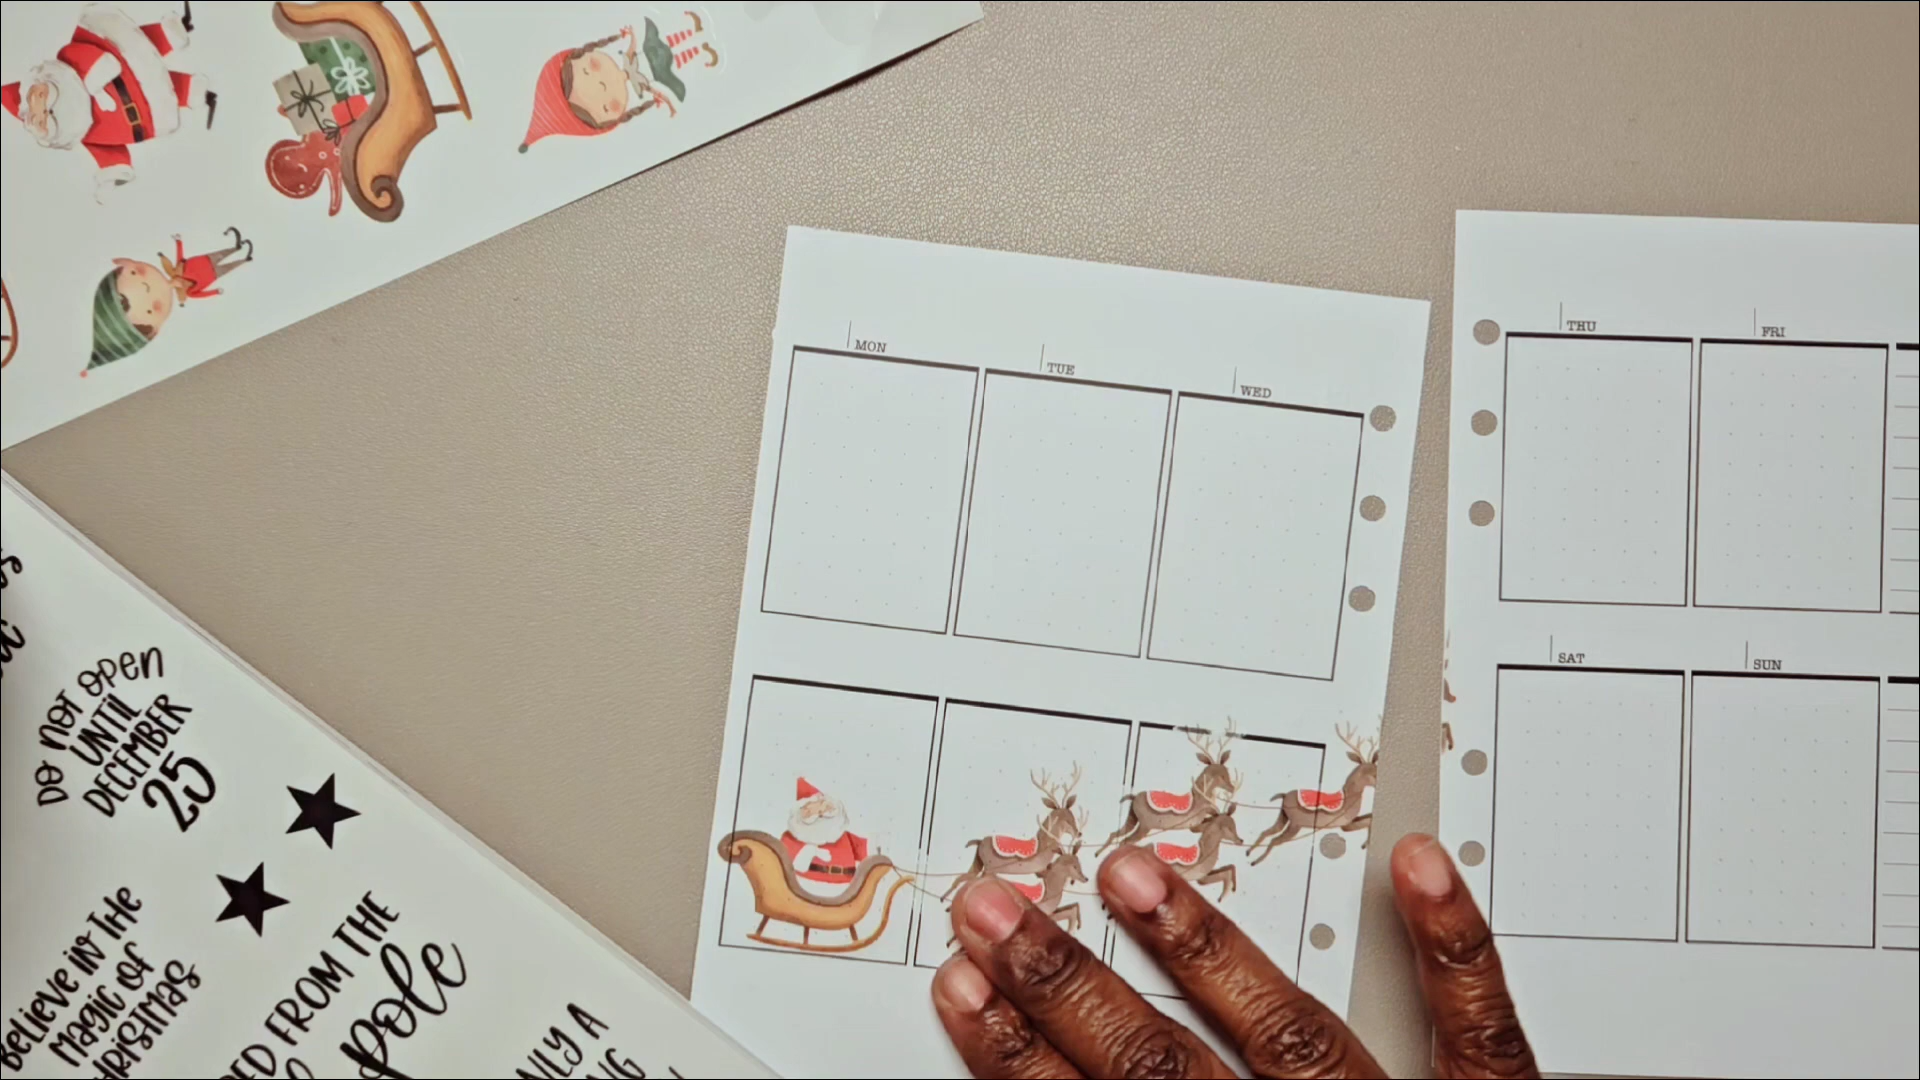 MON
TUE
WED
THU
FRI
SAT
SUN
DO NOT OPEN
UNTIL
DECEMBER
25
BELIEVE IN THE
MAGIC OF
FROM THE
POLE
A